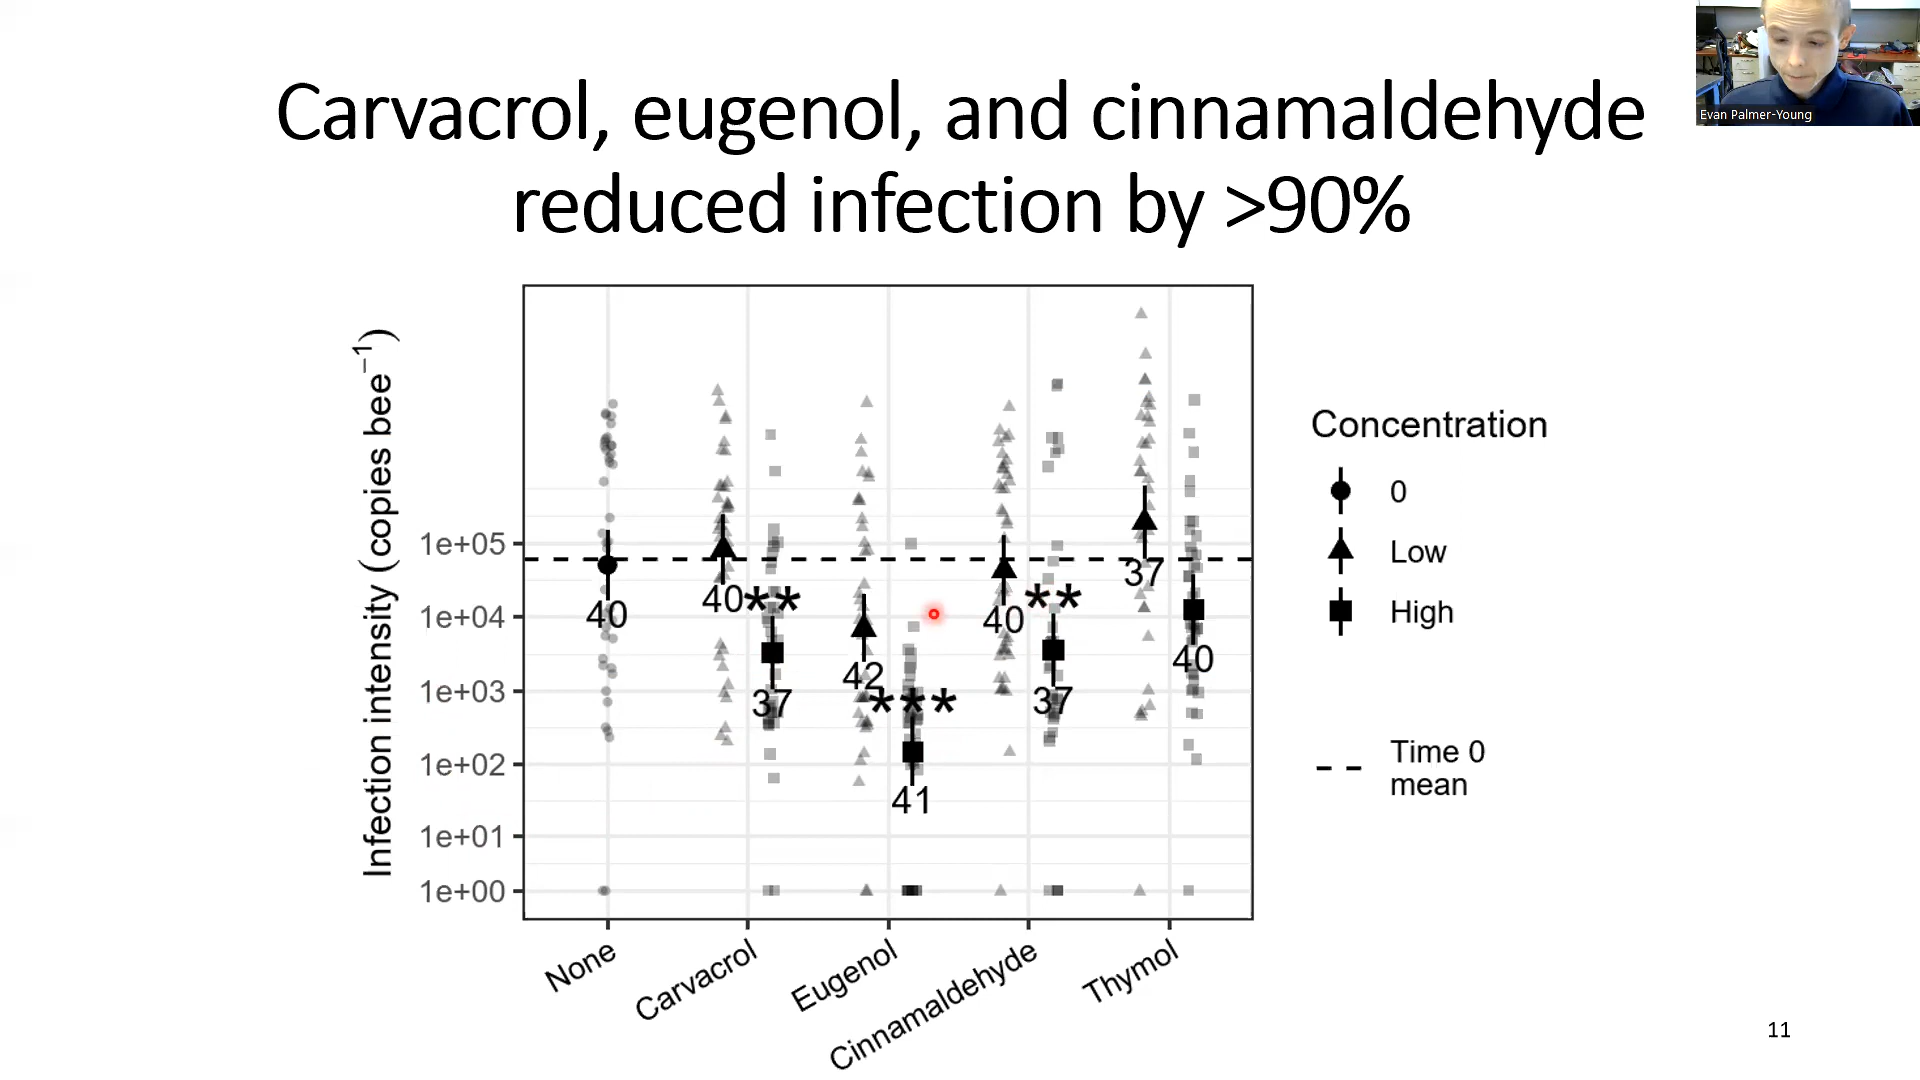 Carvacrol, eugenol, and cinnamaldehyde
reduced infection by >90%
Evan Palmer-Young
Infection intensity (copies bee⁻¹)
1e+05
1e+04
1e+03
1e+02
1e+01
1e+00
40
40
**
37
42
***
41
40
**
37
37
40
None
Carvacrol
Eugenol
Cinnamaldehyde
Thymol
Concentration
0
Low
High
Time 0
mean
11